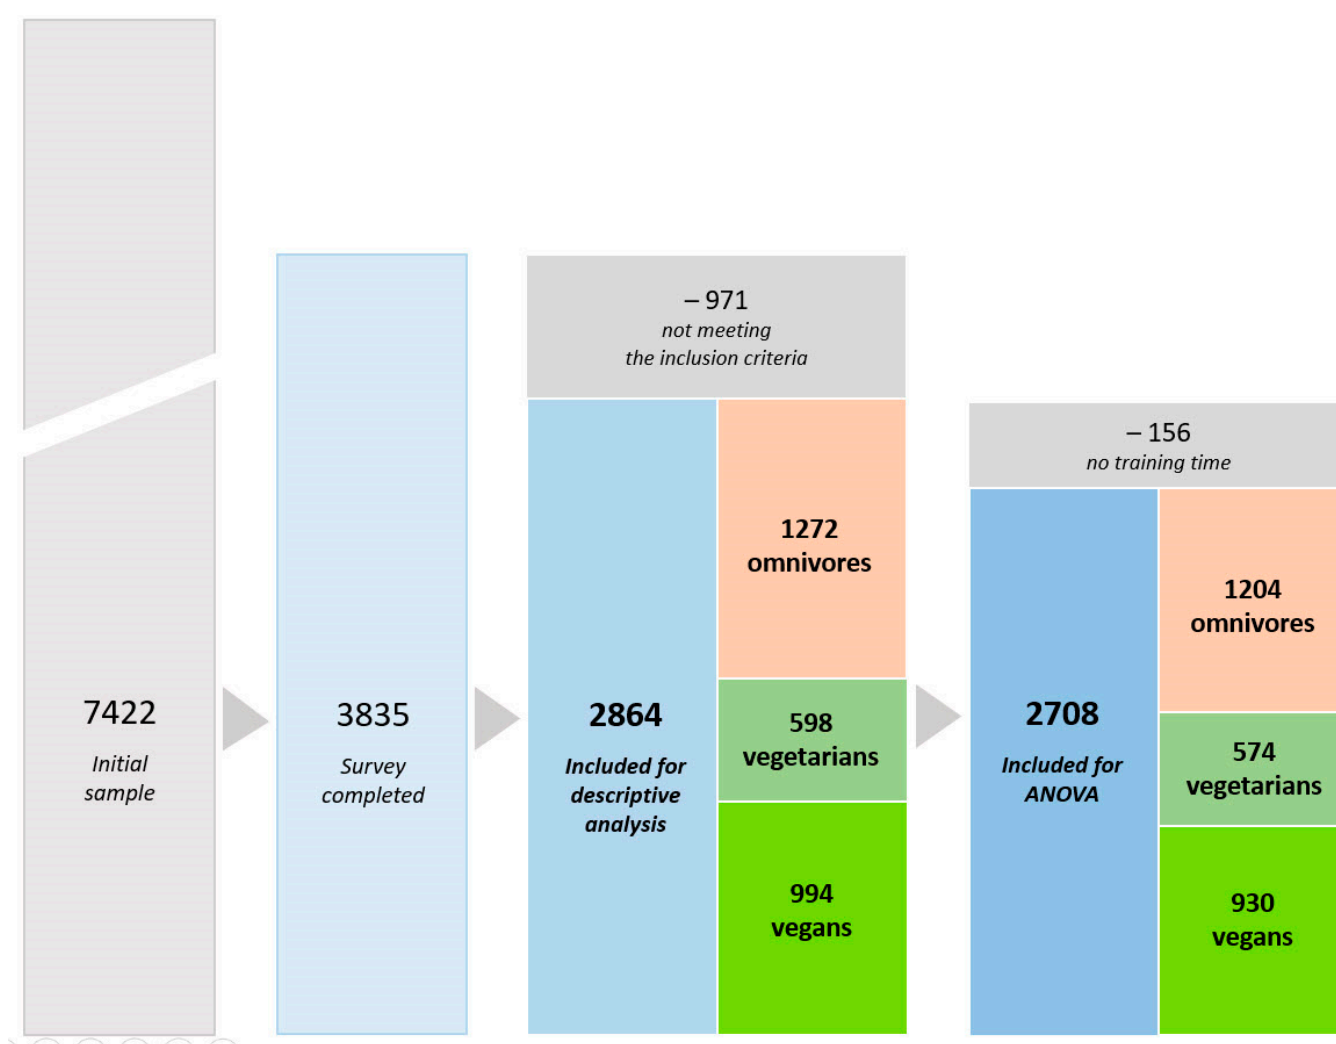 7422
Initial
sample
3835
Survey
completed
– 971
not meeting
the inclusion criteria
2864
Included for
descriptive
analysis
1272
omnivores
598
vegetarians
994
vegans
– 156
no training time
2708
Included for
ANOVA
1204
omnivores
574
vegetarians
930
vegans